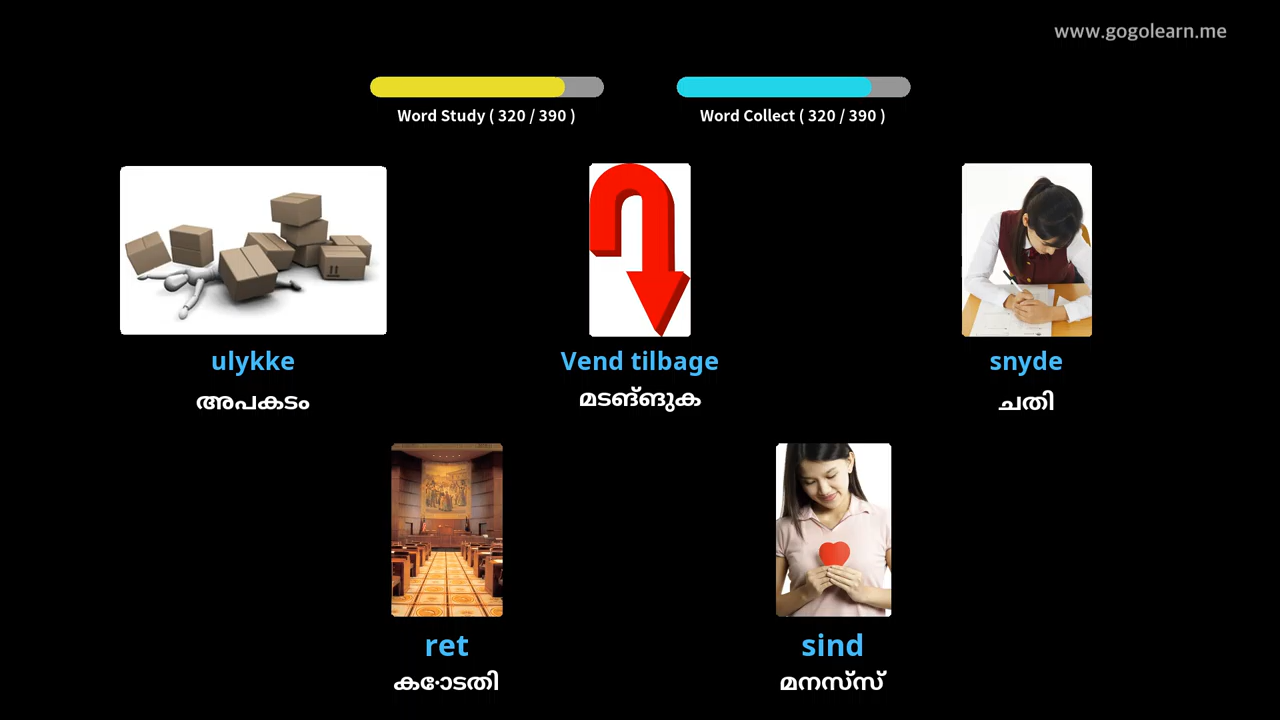 www.gogolearn.me
Word Study ( 320 / 390 )
Word Collect ( 320 / 390 )
ulykke
Vend tilbage
snyde
അപകടം
മടങ്ങുക
ചതി
ret
sind
കോടതി
മനസ്സ്